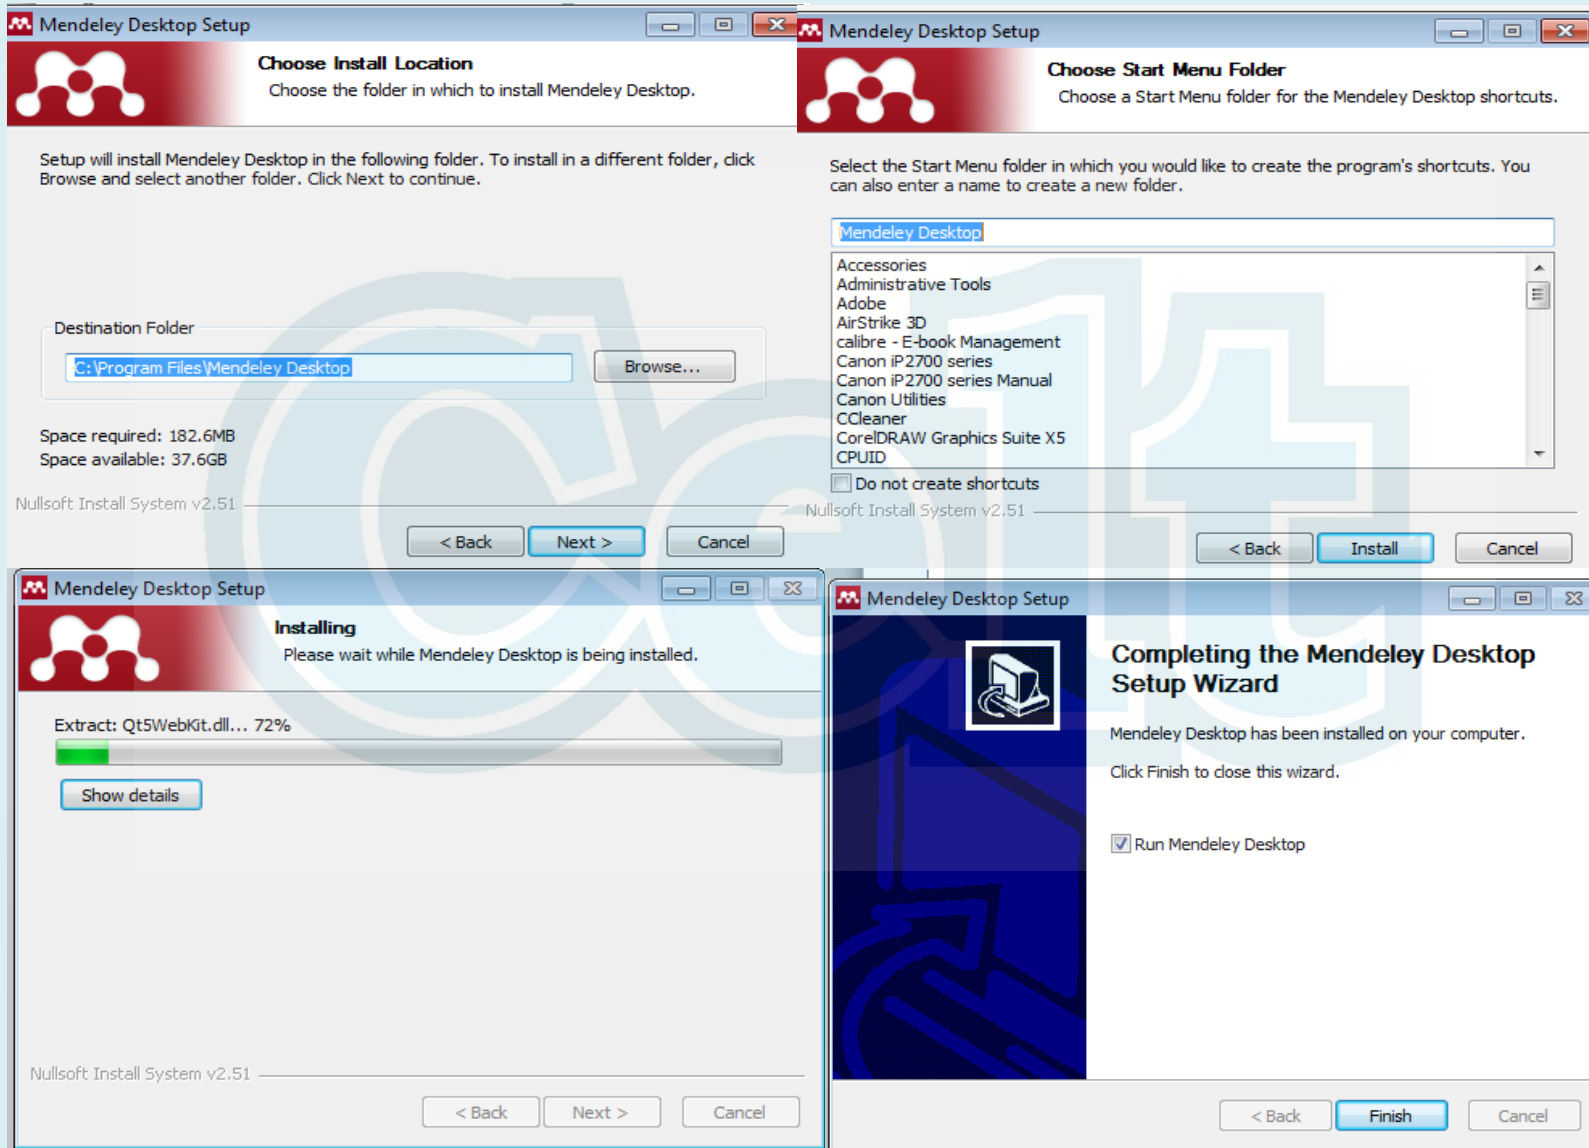 Mendeley Desktop Setup
Choose Install Location
Choose the folder in which to install Mendeley Desktop.
Setup will install Mendeley Desktop in the following folder. To install in a different folder, click
Browse and select another folder. Click Next to continue.
Destination Folder
C:\Program Files\Mendeley Desktop
Browse...
Space required: 182.6MB
Space available: 37.6GB
Nullsoft Install System v2.51
< Back
Next >
Cancel
Mendeley Desktop Setup
Choose Start Menu Folder
Choose a Start Menu folder for the Mendeley Desktop shortcuts.
Select the Start Menu folder in which you would like to create the program's shortcuts. You
can also enter a name to create a new folder.
Mendeley Desktop
Accessories
Administrative Tools
Adobe
AirStrike 3D
calibre - E-book Management
Canon iP2700 series
Canon iP2700 series Manual
Canon Utilities
CCleaner
CorelDRAW Graphics Suite X5
CPUID
Do not create shortcuts
Nullsoft Install System v2.51
< Back
Install
Cancel
Mendeley Desktop Setup
Installing
Please wait while Mendeley Desktop is being installed.
Extract: Qt5WebKit.dll... 72%
Show details
Nullsoft Install System v2.51
< Back
Next >
Cancel
Mendeley Desktop Setup
Completing the Mendeley Desktop
Setup Wizard
Mendeley Desktop has been installed on your computer.
Click Finish to close this wizard.
Run Mendeley Desktop
< Back
Finish
Cancel
Celt